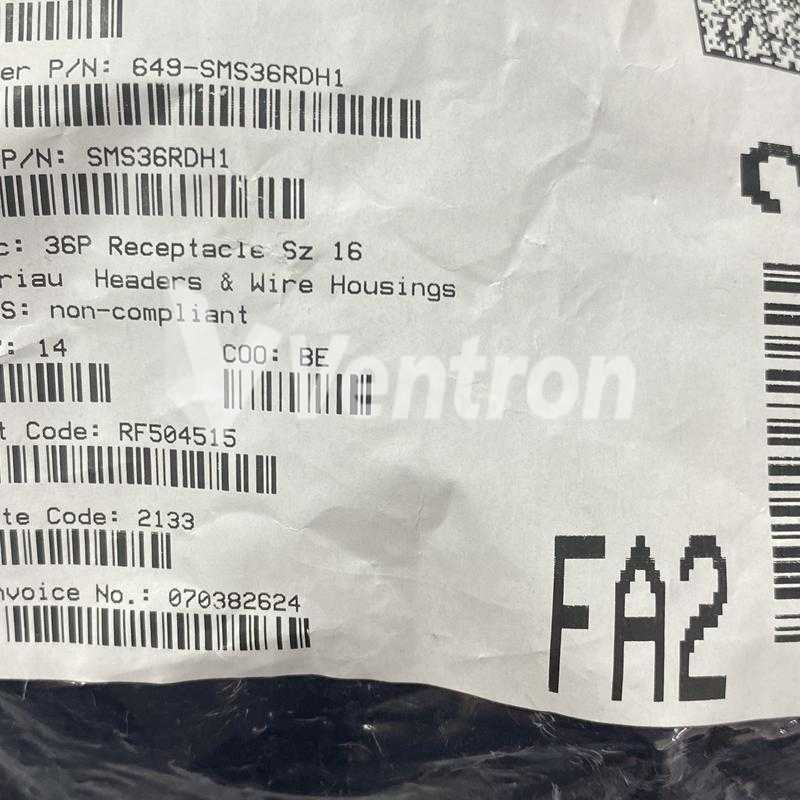 er P/N: 649-SMS36RDH1
P/N: SMS36RDH1
c: 36P Receptacle Sz 16
riau Headers & Wire Housings
S: non-compliant
: 14 COO: BE
Ventron
t Code: RF504515
te Code: 2133
nvoice No.: 070382624
FA2